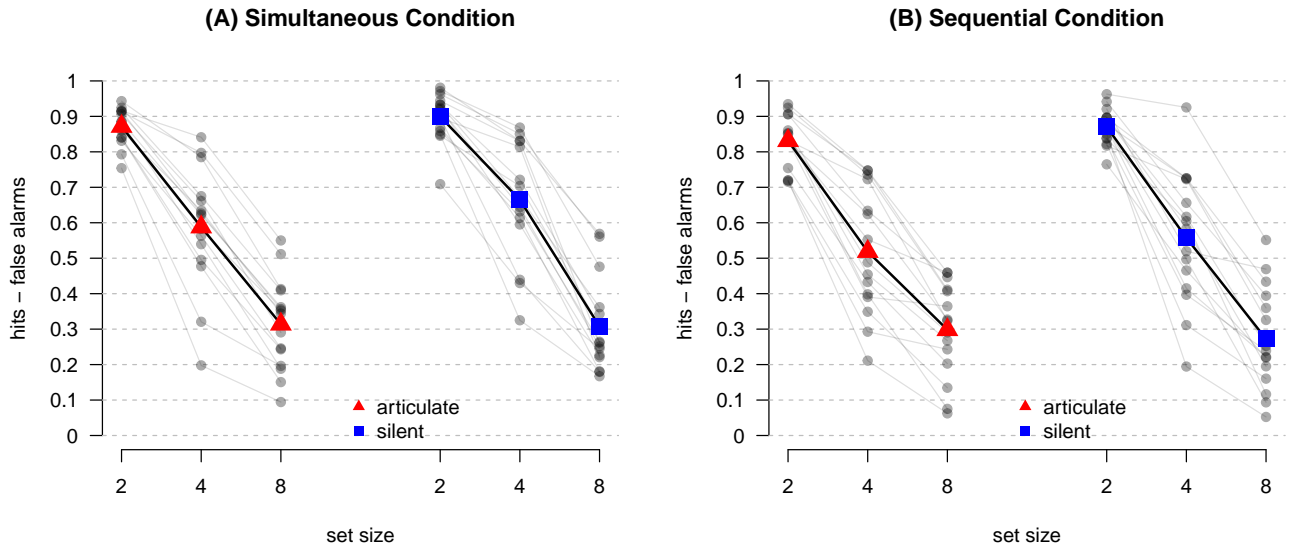 (A) Simultaneous Condition
hits − false alarms
1
0.9
0.8
0.7
0.6
0.5
0.4
0.3
0.2
0.1
0
articulate
silent
2 4 8 2 4 8
set size
(B) Sequential Condition
hits − false alarms
1
0.9
0.8
0.7
0.6
0.5
0.4
0.3
0.2
0.1
0
articulate
silent
2 4 8 2 4 8
set size